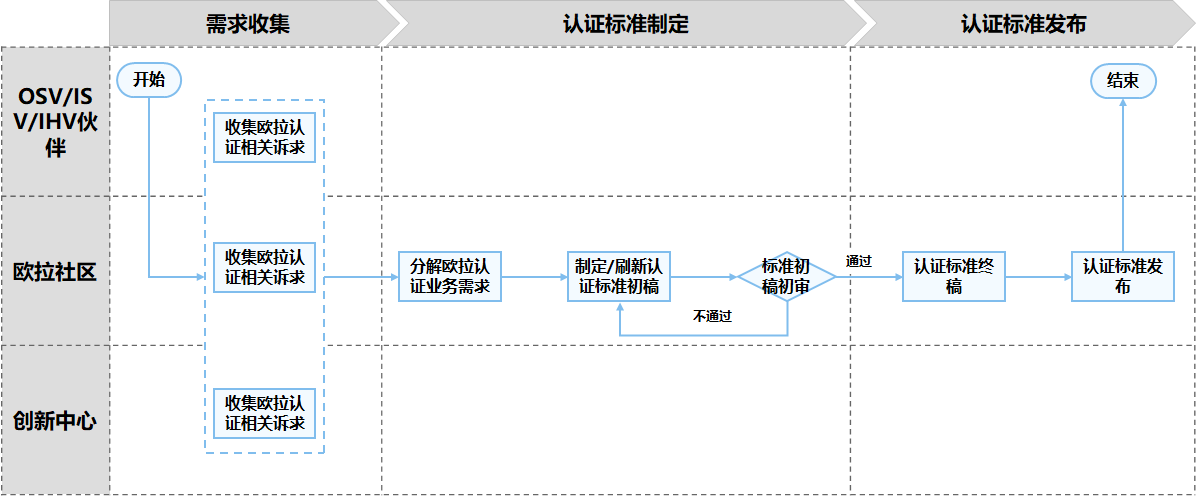 需求收集
认证标准制定
认证标准发布
OSV/IS
V/IHV伙
伴
开始
收集欧拉认
证相关诉求
结束
欧拉社区
收集欧拉认
证相关诉求
分解欧拉认
证业务需求
制定/刷新认
证标准初稿
标准初
稿初审
通过
不通过
认证标准终
稿
认证标准发
布
创新中心
收集欧拉认
证相关诉求